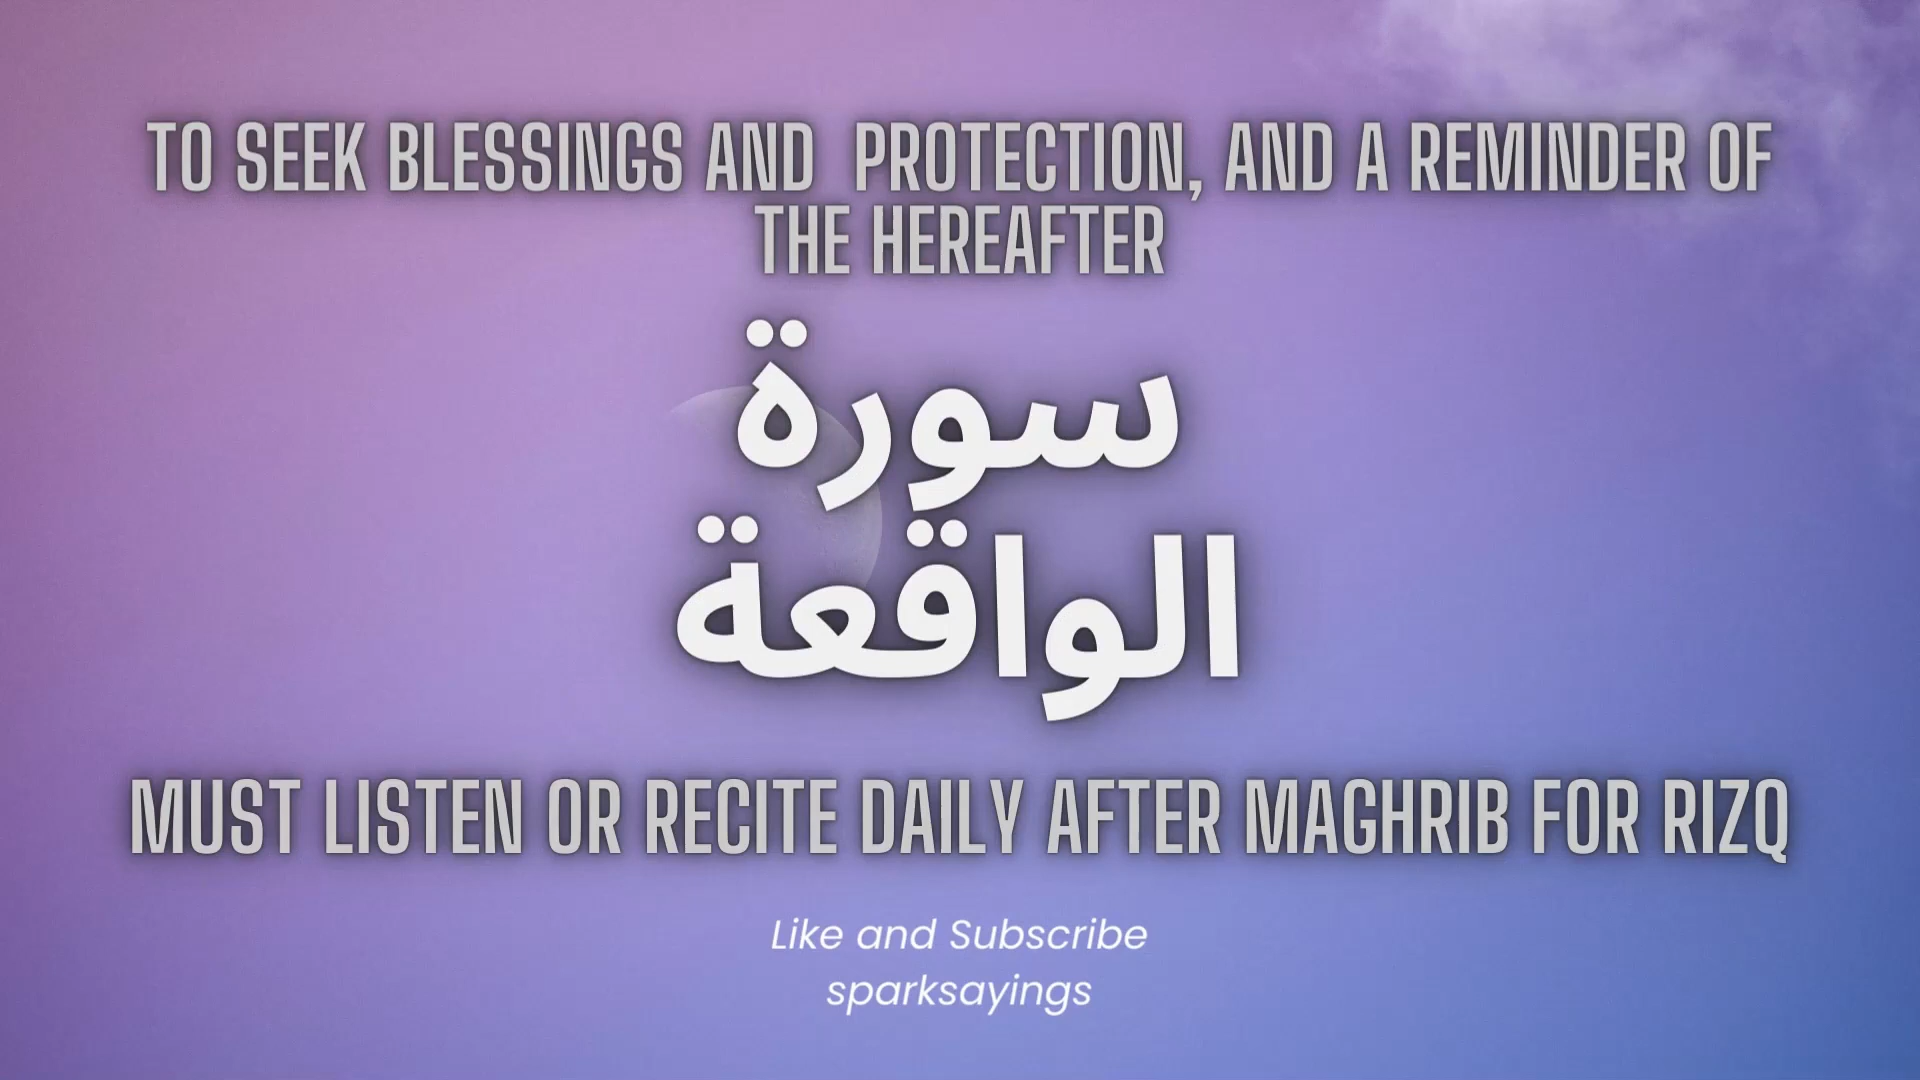 TO SEEK BLESSINGS AND PROTECTION, AND A REMINDER OF
THE HEREAFTER
سورة
الواقعة
MUST LISTEN OR RECITE DAILY AFTER MAGHRIB FOR RIZQ
Like and Subscribe
sparksayings